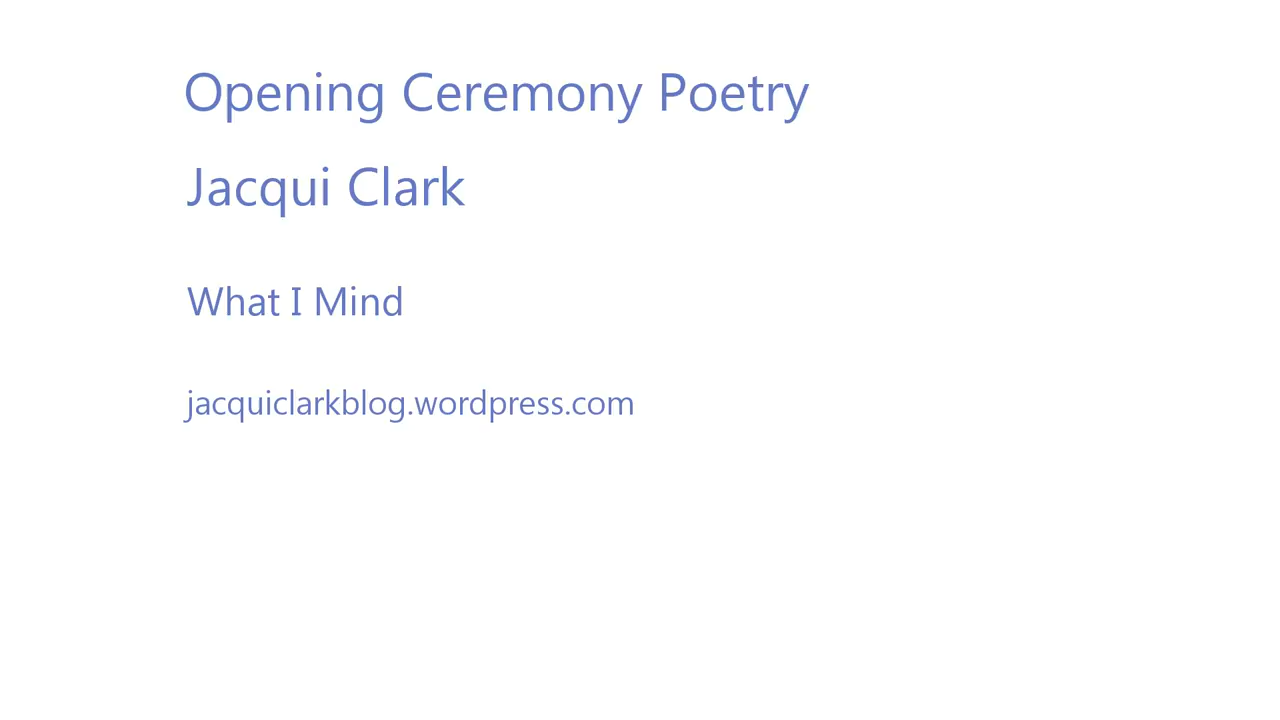 Opening Ceremony Poetry
Jacqui Clark
What I Mind
jacquiclarkblog.wordpress.com